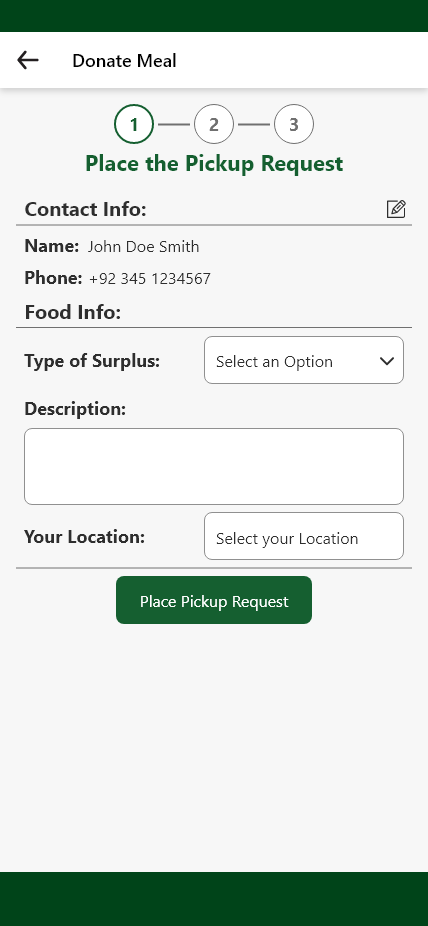 Donate Meal
1 2 3
Place the Pickup Request
Contact Info:
Name: John Doe Smith
Phone: +92 345 1234567
Food Info:
Type of Surplus: Select an Option
Description:
Your Location: Select your Location
Place Pickup Request